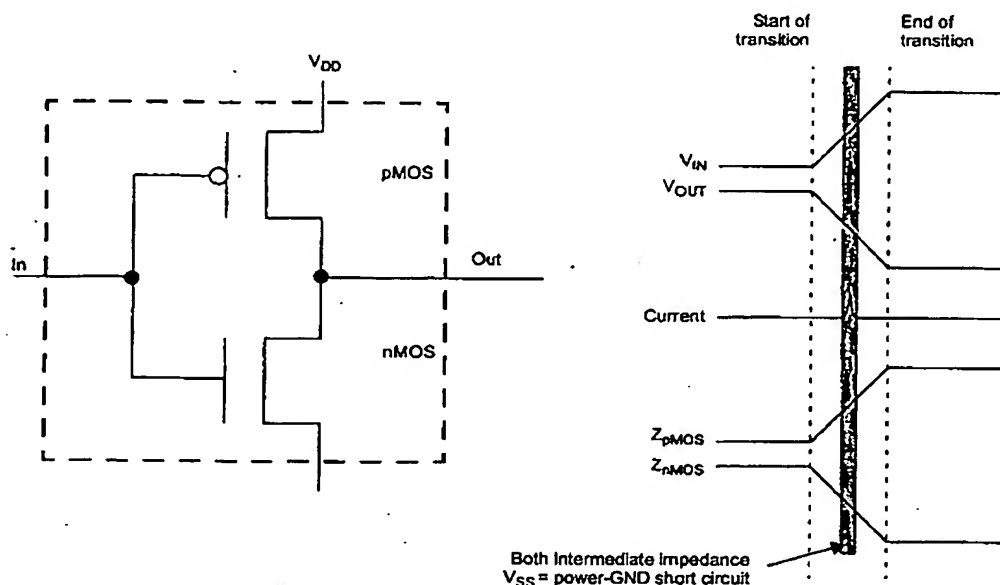 Start of
transition
End of
transition
VDD
pMOS
In
Out
nMOS
VIN
VOUT
Current
ZpMOS
ZnMOS
Both Intermediate impedance
VSS = power-GND short circuit